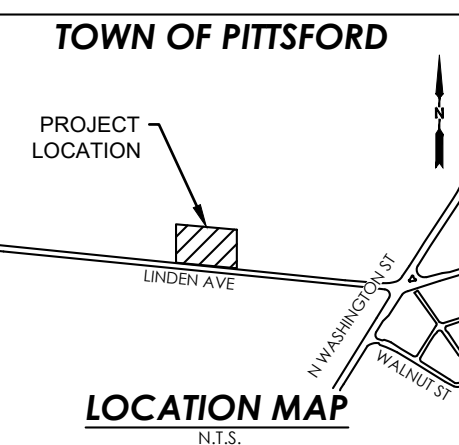 TOWN OF PITTSFORD
PROJECT
LOCATION
N
LINDEN AVE
N WASHINGTON ST
WALNUT ST
LOCATION MAP
N.T.S.